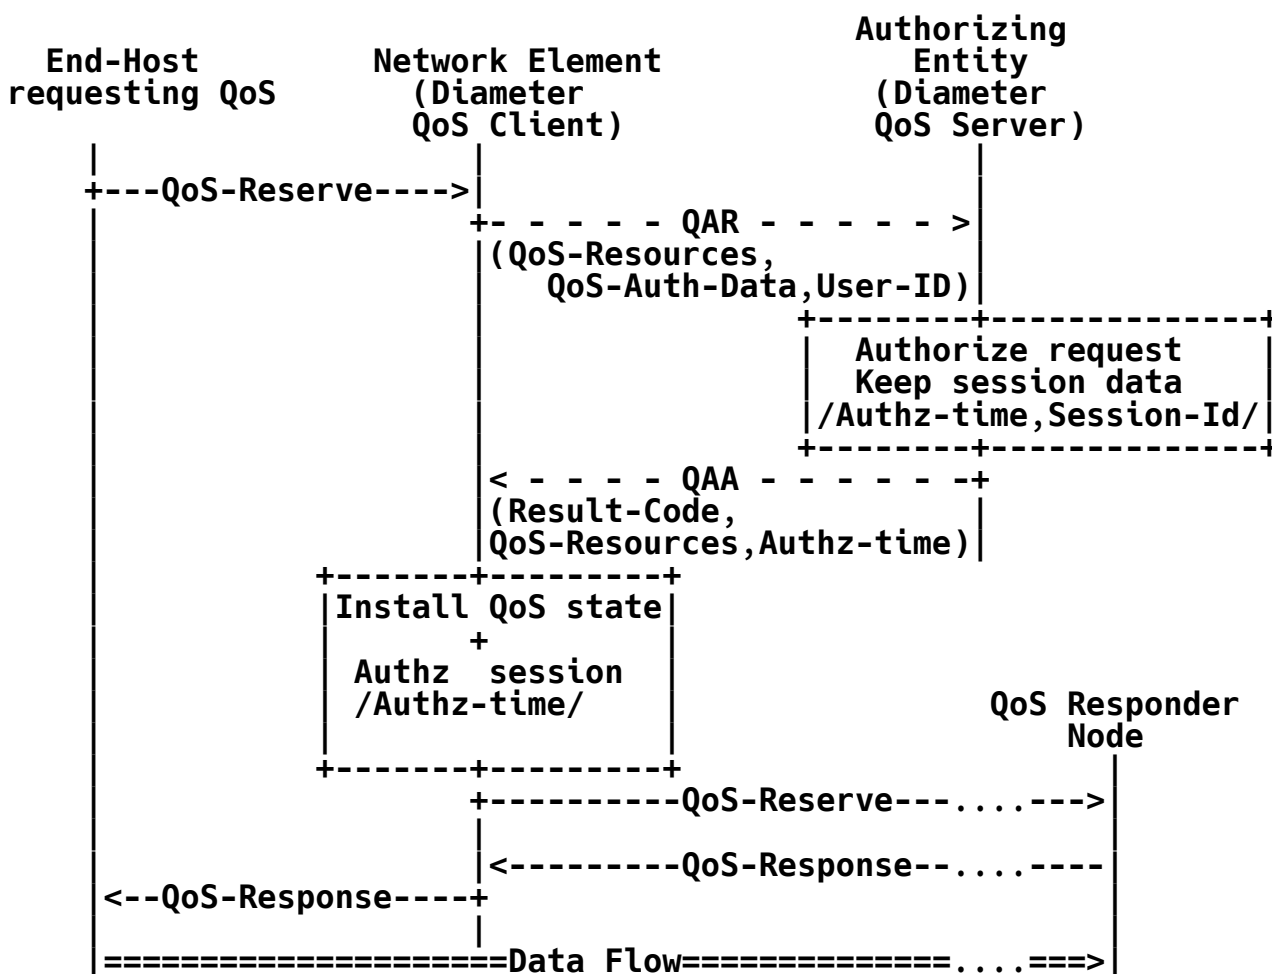 Authorizing
  End-Host         Network Element             Entity
requesting QoS       (Diameter               (Diameter
                     QoS Client)             QoS Server)
    |                   |                         |
    +---QoS-Reserve---->|                         |
    |                   +- - - - - QAR - - - - - >|
    |                   |(QoS-Resources,          |
    |                   |   QoS-Auth-Data,User-ID)|
    |                   |                +--------+--------------+
    |                   |                |  Authorize request    |
    |                   |                |  Keep session data    |
    |                   |                |/Authz-time,Session-Id/|
    |                   |                +--------+--------------+
    |                   |< - - - - QAA - - - - - -+
    |                   |(Result-Code,            |
    |                   |QoS-Resources,Authz-time)|
    |           +-------+---------+
    |           |Install QoS state|
    |           |       +         |
    |           | Authz  session  |
    |           | /Authz-time/    |                QoS Responder
    |           |                 |                    Node
    |           +-------+---------+                      |
    |                   +----------QoS-Reserve---....--->|
    |                   |                                |
    |                   |<---------QoS-Response--....----|
    |<--QoS-Response----+                                |
    |                   |                                |
    |=====================Data Flow==============....===>|